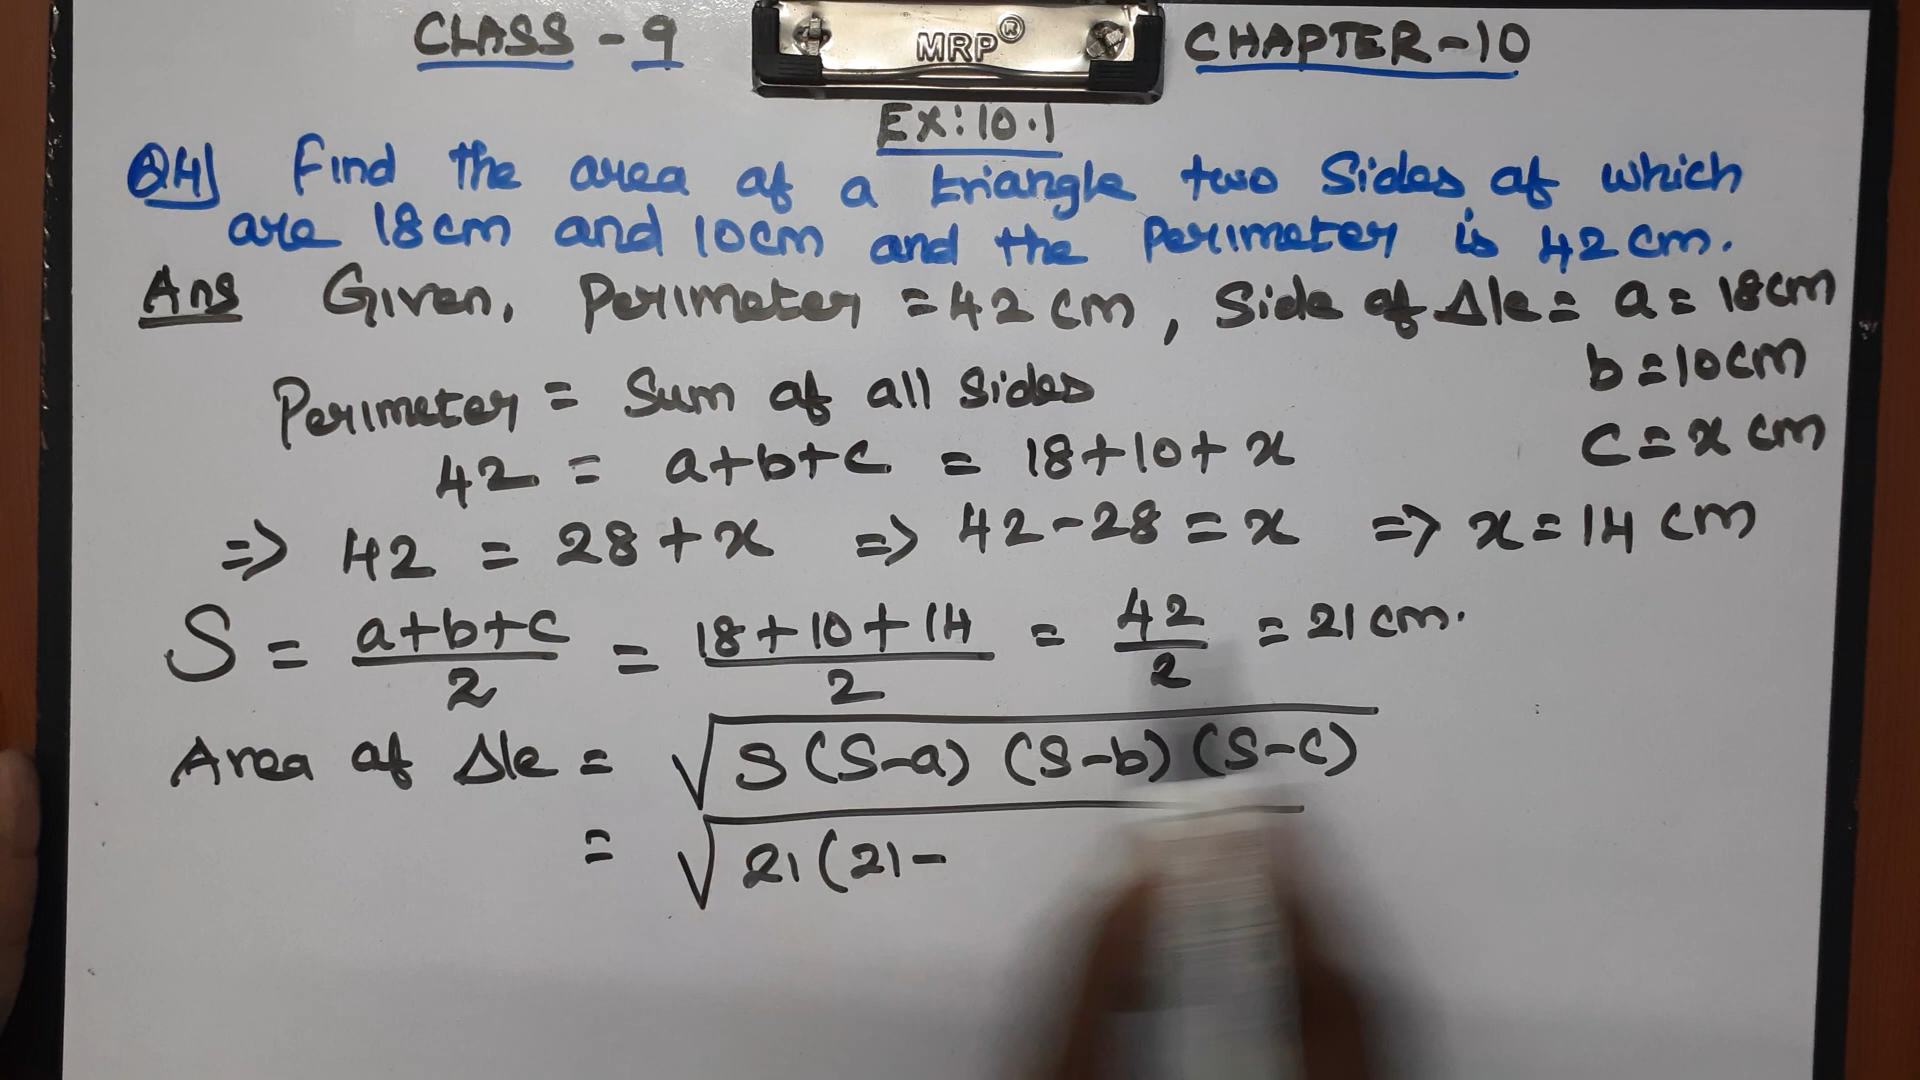 CLASS - 9
MRP®
CHAPTER - 10
Ex: 10.1
Q4) Find the area of a triangle two Sides of which
are 18cm and 10cm and the Perimeter is 42cm.
Ans Given, Perimeter = 42 cm, Side of Δle = a = 18cm
b = 10cm
Perimeter = Sum of all Sides
c = x cm
42 = a+b+c = 18+10+x
=> 42 = 28+x => 42-28 = x => x = 14 cm
S = a+b+c/2 = 18+10+14/2 = 42/2 = 21cm.
Area of Δle = √S(S-a) (S-b) (S-c)
= √21(21-